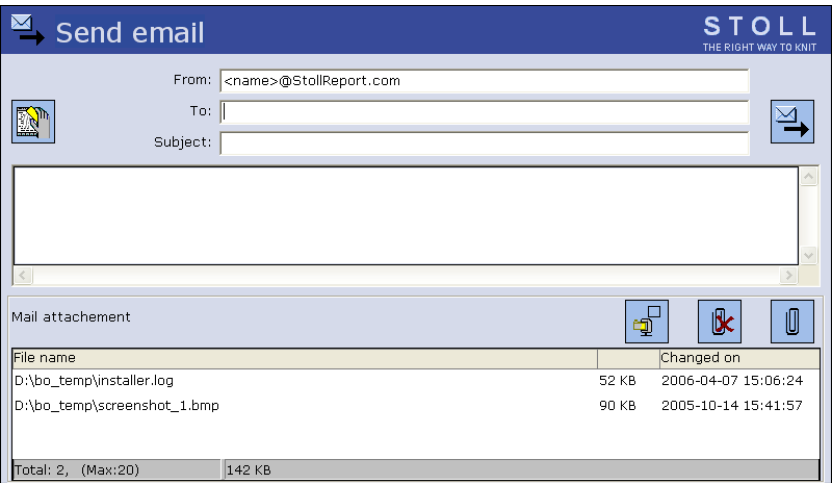 Send email
STOLL
THE RIGHT WAY TO KNIT
From: <name>@StollReport.com
To:
Subject:
Mail attachement
File name Changed on
D:\bo_temp\installer.log 52 KB 2006-04-07 15:06:24
D:\bo_temp\screenshot_1.bmp 90 KB 2005-10-14 15:41:57
Total: 2, (Max:20) 142 KB